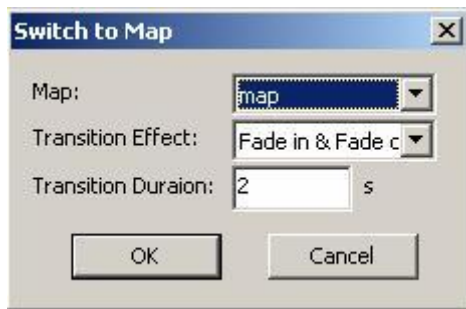 Switch to Map
Map: map
Transition Effect: Fade in & Fade c
Transition Duraion: 2 s
OK Cancel